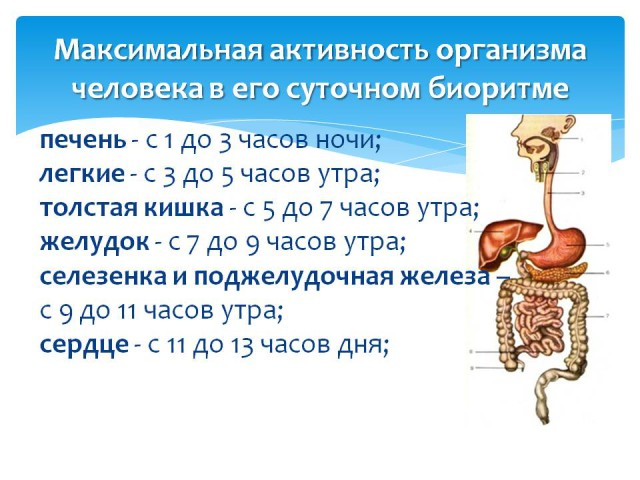 Максимальная активность организма
человека в его суточном биоритме
печень - с 1 до 3 часов ночи;
легкие - с 3 до 5 часов утра;
толстая кишка - с 5 до 7 часов утра;
желудок - с 7 до 9 часов утра;
селезенка и поджелудочная железа –
с 9 до 11 часов утра;
сердце - с 11 до 13 часов дня;